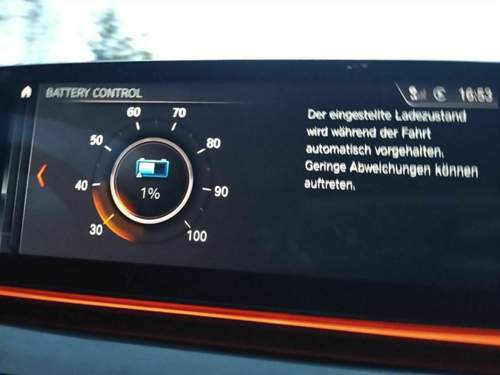 BATTERY CONTROL
16:53
60 70
50 80
40 90
30 100
1%
Der eingestellte Ladezustand
wird während der Fahrt
automatisch vorgehalten.
Geringe Abweichungen können
auftreten.